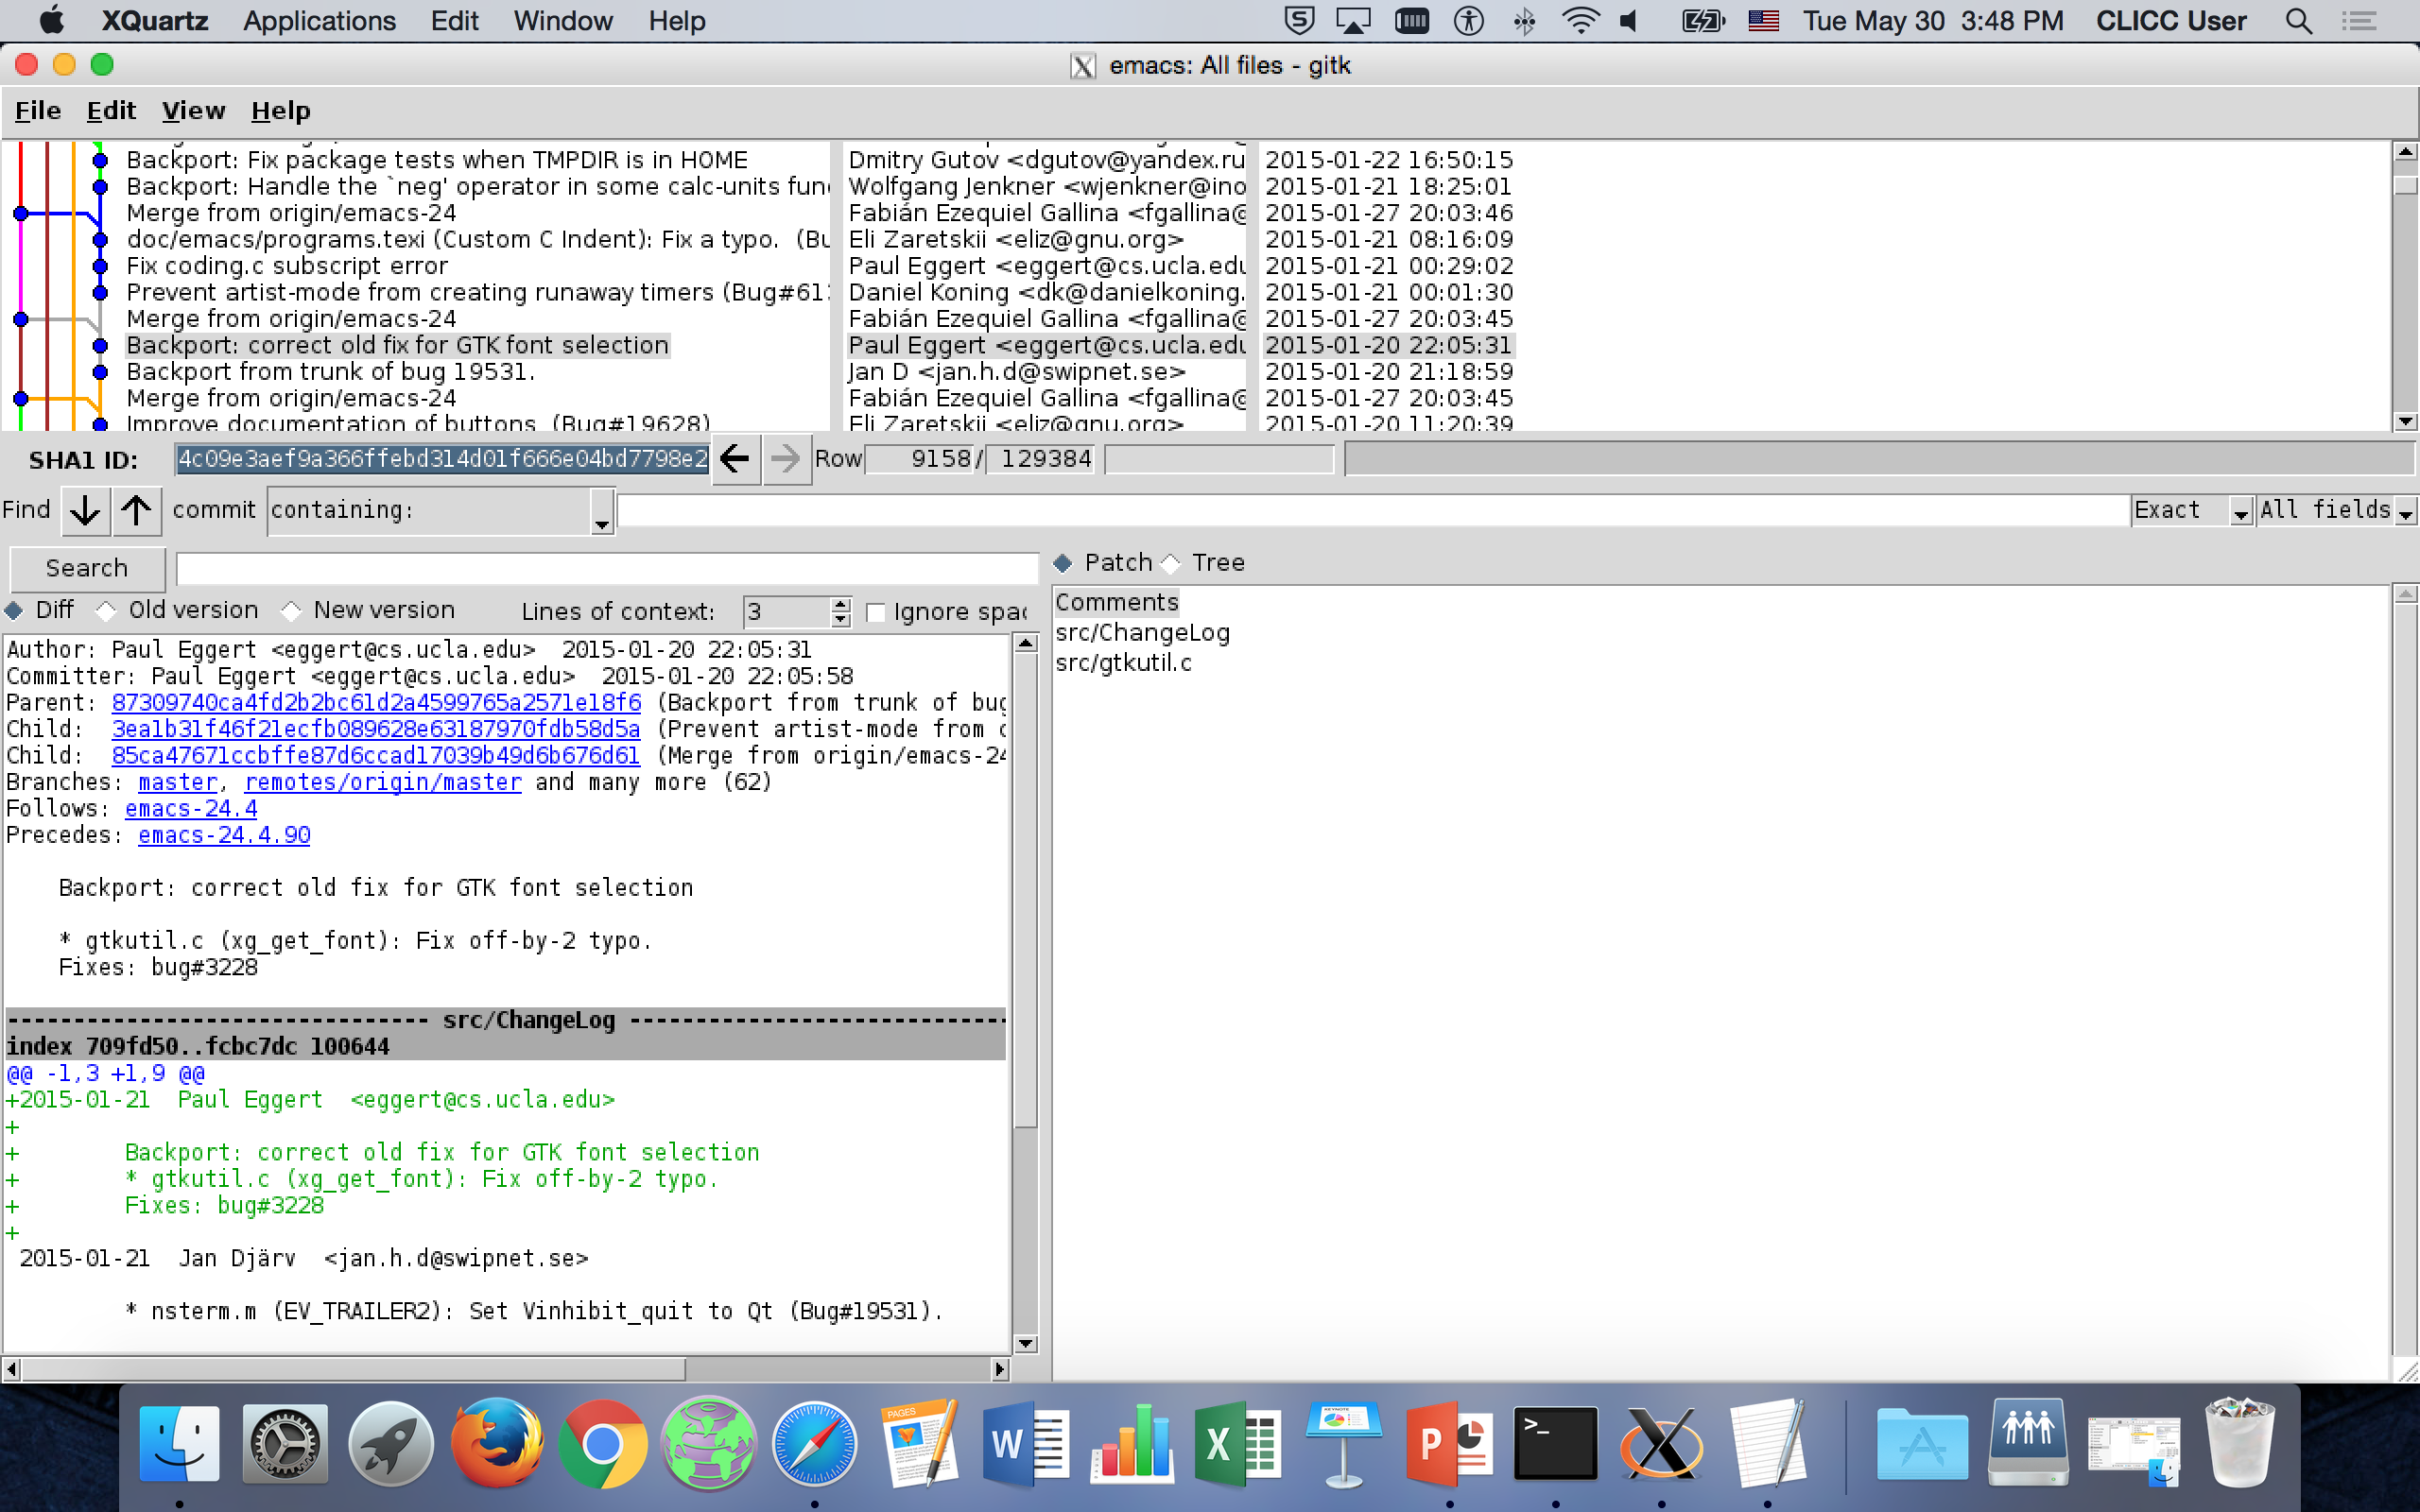 XQuartz Applications Edit Window Help Tue May 30 3:48 PM CLICC User
emacs: All files - gitk
File Edit View Help
Backport: Fix package tests when TMPDIR is in HOME Dmitry Gutov <dgutov@yandex.ru 2015-01-22 16:50:15
Backport: Handle the `neg' operator in some calc-units fun Wolfgang Jenkner <wjenkner@ino 2015-01-21 18:25:01
Merge from origin/emacs-24 Fabián Ezequiel Gallina <fgallina@ 2015-01-27 20:03:46
doc/emacs/programs.texi (Custom C Indent): Fix a typo. (Bu Eli Zaretskii <eliz@gnu.org> 2015-01-21 08:16:09
Fix coding.c subscript error Paul Eggert <eggert@cs.ucla.edu 2015-01-21 00:29:02
Prevent artist-mode from creating runaway timers (Bug#613 Daniel Koning <dk@danielkoning. 2015-01-21 00:01:30
Merge from origin/emacs-24 Fabián Ezequiel Gallina <fgallina@ 2015-01-27 20:03:45
Backport: correct old fix for GTK font selection Paul Eggert <eggert@cs.ucla.edu 2015-01-20 22:05:31
Backport from trunk of bug 19531. Jan D <jan.h.d@swipnet.se> 2015-01-20 21:18:59
Merge from origin/emacs-24 Fabián Ezequiel Gallina <fgallina@ 2015-01-27 20:03:45
Improve documentation of buttons (Bug#19628) Eli Zaretskii <eliz@gnu.org> 2015-01-20 11:20:39
SHA1 ID: 4c09e3aef9a366ffebd314d01f666e04bd7798e2 Row 9158 / 129384
Find commit containing: Exact All fields
Search Patch Tree
Diff Old version New version Lines of context: 3 Ignore spac
Comments
src/ChangeLog
src/gtkutil.c
Author: Paul Eggert <eggert@cs.ucla.edu> 2015-01-20 22:05:31
Committer: Paul Eggert <eggert@cs.ucla.edu> 2015-01-20 22:05:58
Parent: 87309740ca4fd2b2bc61d2a4599765a2571e18f6 (Backport from trunk of bug
Child: 3ea1b31f46f21ecfb089628e63187970fdb58d5a (Prevent artist-mode from c
Child: 85ca47671ccbffe87d6ccad17039b49d6b676d61 (Merge from origin/emacs-24
Branches: master, remotes/origin/master and many more (62)
Follows: emacs-24.4
Precedes: emacs-24.4.90
Backport: correct old fix for GTK font selection
* gtkutil.c (xg_get_font): Fix off-by-2 typo.
Fixes: bug#3228
-------------------------------- src/ChangeLog -----------------------------
index 709fd50..fcbc7dc 100644
@@ -1,3 +1,9 @@
+2015-01-21 Paul Eggert <eggert@cs.ucla.edu>
+
+ Backport: correct old fix for GTK font selection
+ * gtkutil.c (xg_get_font): Fix off-by-2 typo.
+ Fixes: bug#3228
+
2015-01-21 Jan Djärv <jan.h.d@swipnet.se>
* nsterm.m (EV_TRAILER2): Set Vinhibit_quit to Qt (Bug#19531).
PAGES
KEYNOTE